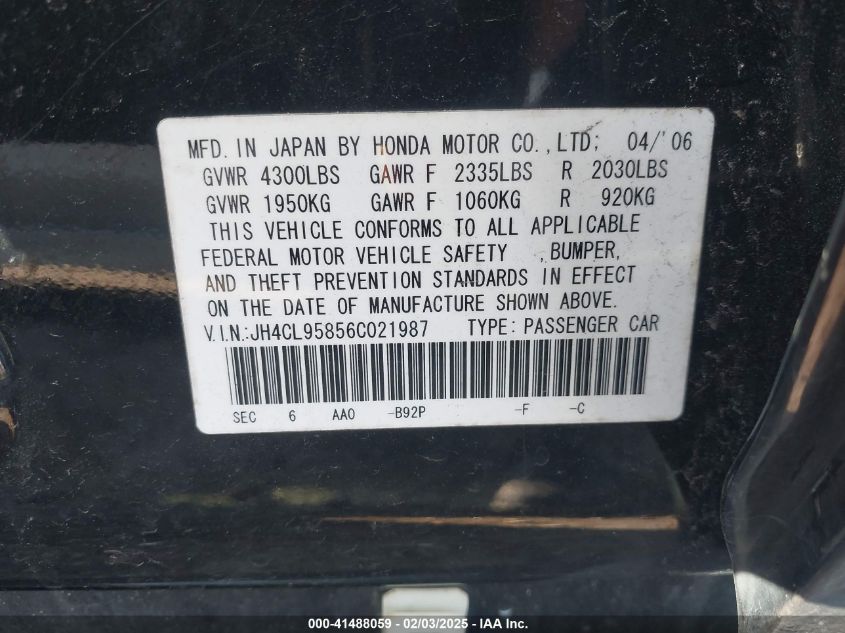 MFD. IN JAPAN BY HONDA MOTOR CO.,LTD; 04/'06
GVWR 4300LBS GAWR F 2335LBS R 2030LBS
GVWR 1950KG GAWR F 1060KG R 920KG
THIS VEHICLE CONFORMS TO ALL APPLICABLE
FEDERAL MOTOR VEHICLE SAFETY ,BUMPER,
AND THEFT PREVENTION STANDARDS IN EFFECT
ON THE DATE OF MANUFACTURE SHOWN ABOVE.
V.I.N.:JH4CL95856C021987 TYPE: PASSENGER CAR
SEC 6 AA0 -B92P -F -C
000-41488059 - 02/03/2025 - IAA Inc.